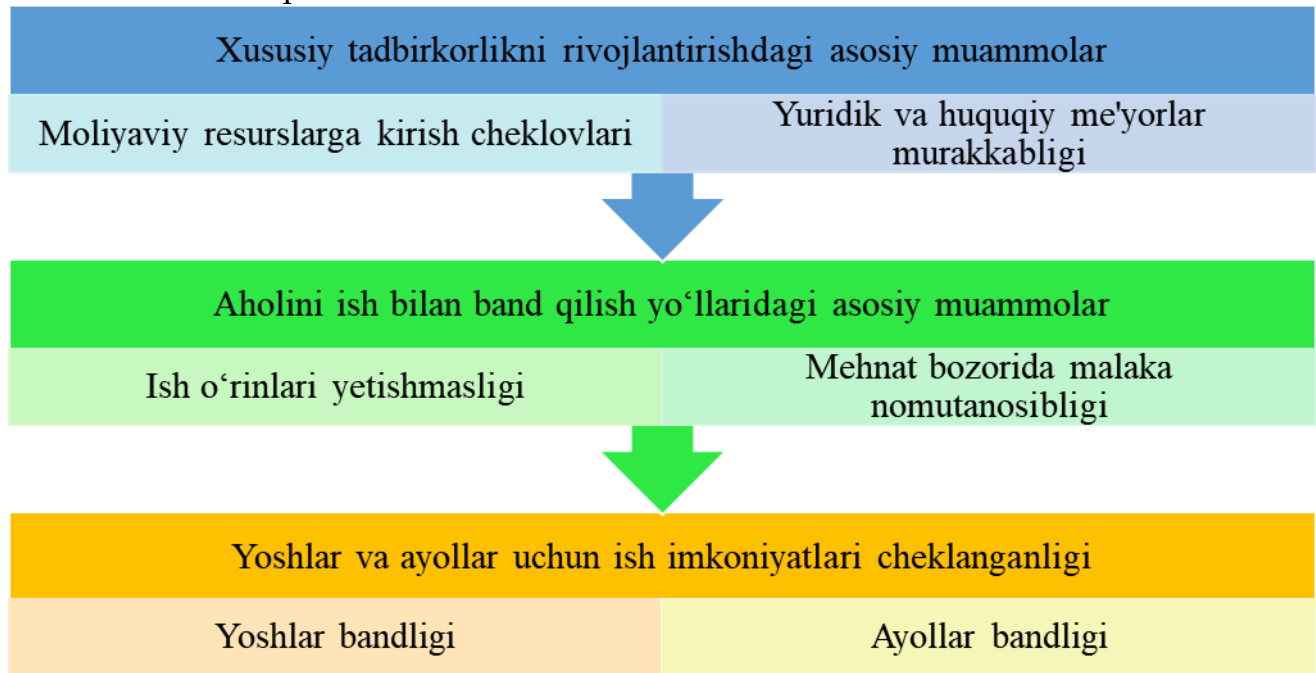 Xususiy tadbirkorlikni rivojlantirishdagi asosiy muammolar
Moliyaviy resurslarga kirish cheklovlari
Yuridik va huquqiy me'yorlar
murakkabligi
Aholini ish bilan band qilish yo‘llaridagi asosiy muammolar
Ish o‘rinlari yetishmasligi
Mehnat bozorida malaka
nomutanosibligi
Yoshlar va ayollar uchun ish imkoniyatlari cheklanganligi
Yoshlar bandligi
Ayollar bandligi